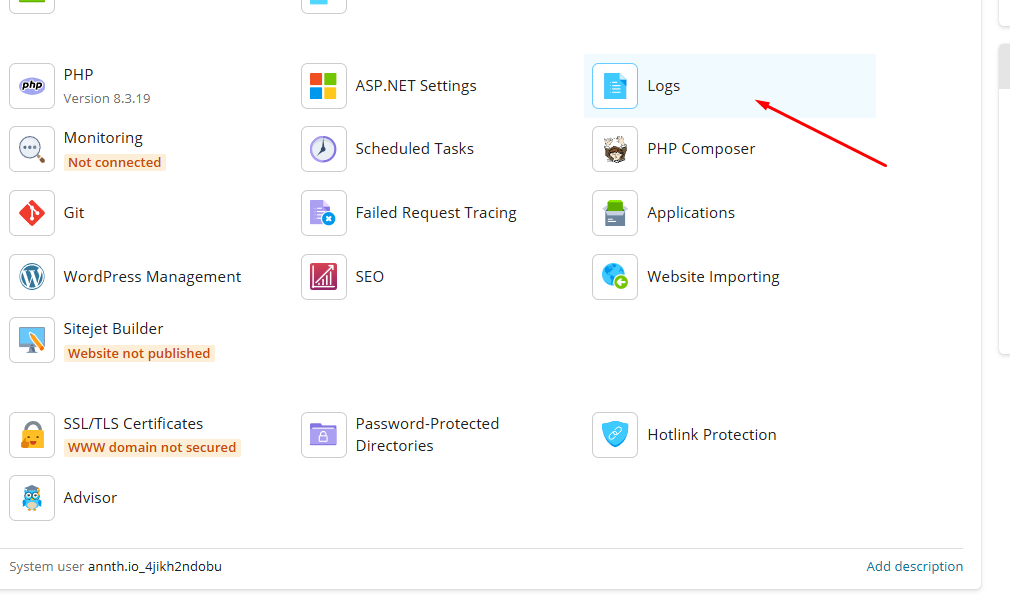 php
PHP
Version 8.3.19
ASP.NET Settings
Logs
Monitoring
Not connected
Scheduled Tasks
PHP Composer
Git
Failed Request Tracing
Applications
WordPress Management
SEO
Website Importing
Sitejet Builder
Website not published
SSL/TLS Certificates
WWW domain not secured
Password-Protected
Directories
Hotlink Protection
Advisor
System user annth.io_4jikh2ndobu
Add description